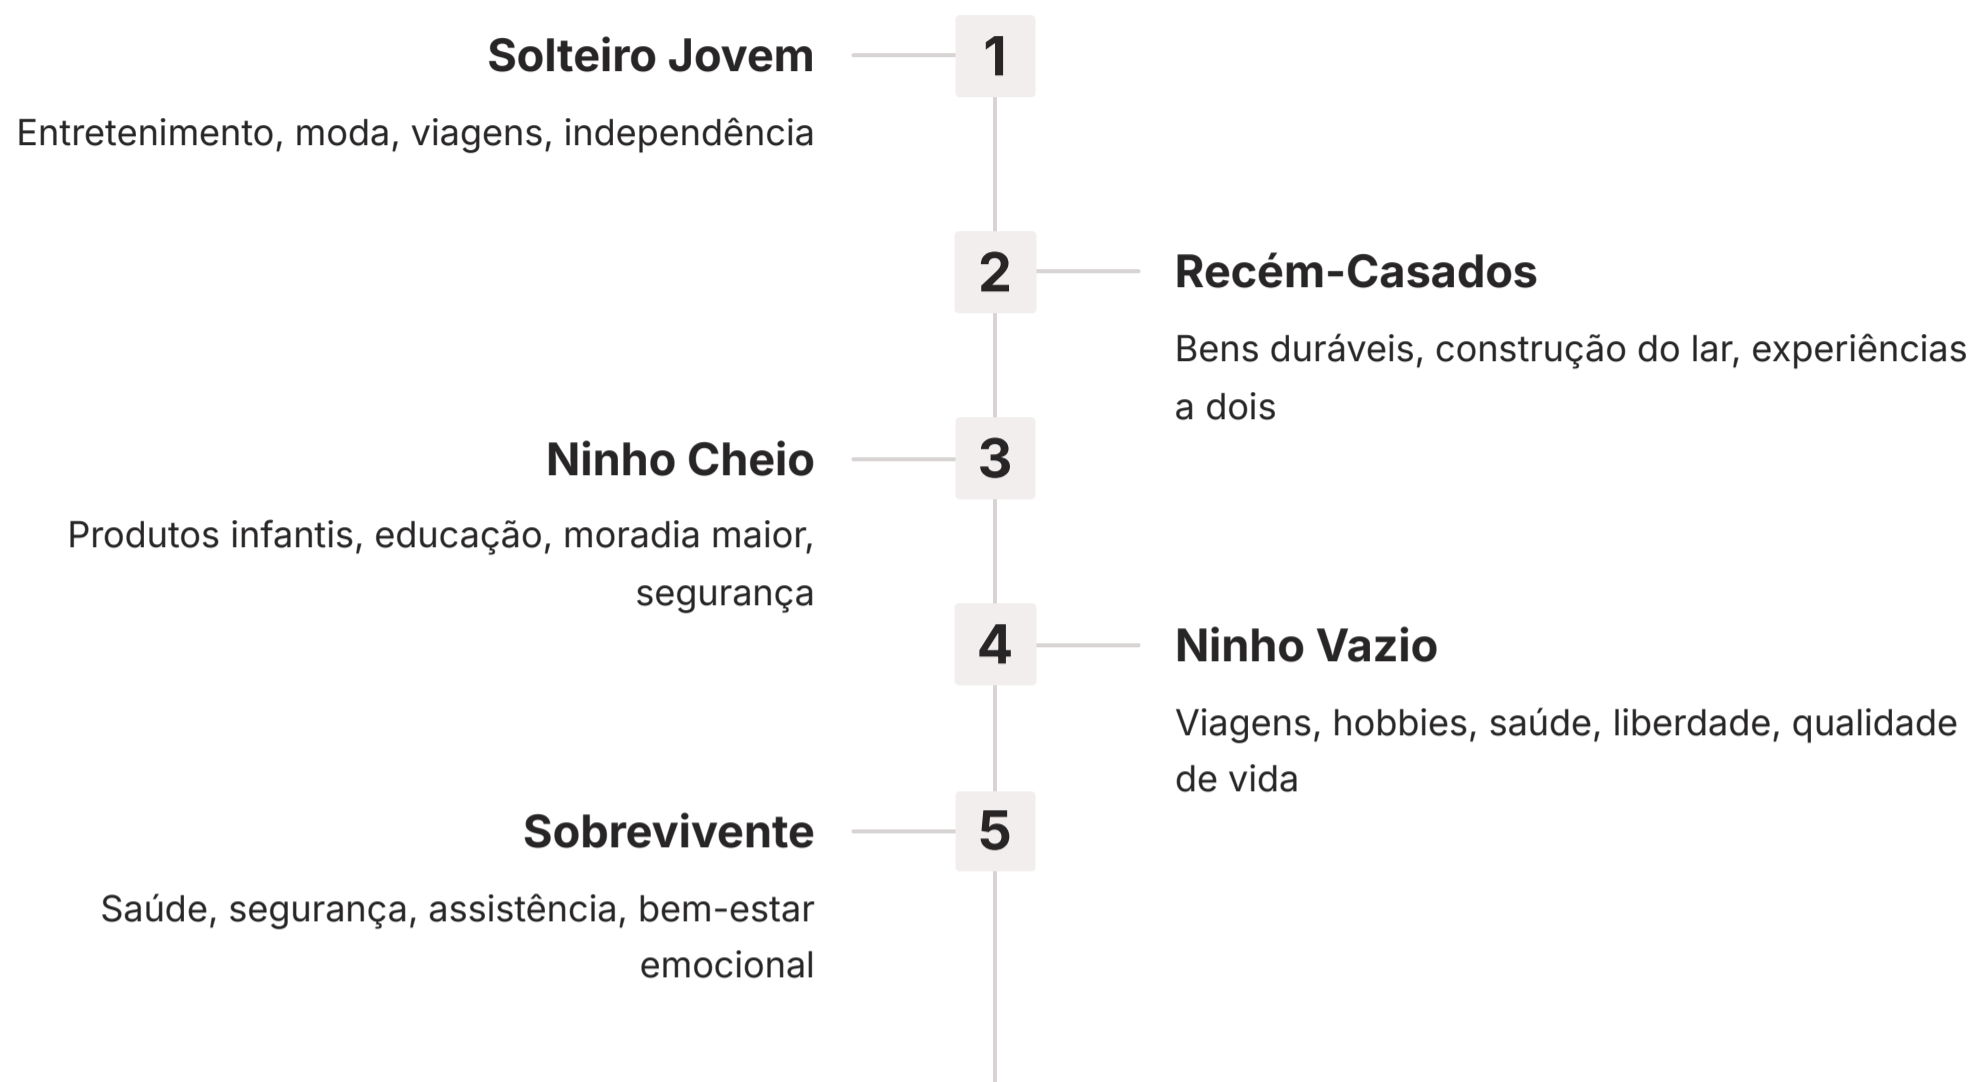 Solteiro Jovem
1
Entretenimento, moda, viagens, independência
2
Recém-Casados
Bens duráveis, construção do lar, experiências
a dois
Ninho Cheio
3
Produtos infantis, educação, moradia maior,
segurança
4
Ninho Vazio
Viagens, hobbies, saúde, liberdade, qualidade
de vida
Sobrevivente
5
Saúde, segurança, assistência, bem-estar
emocional